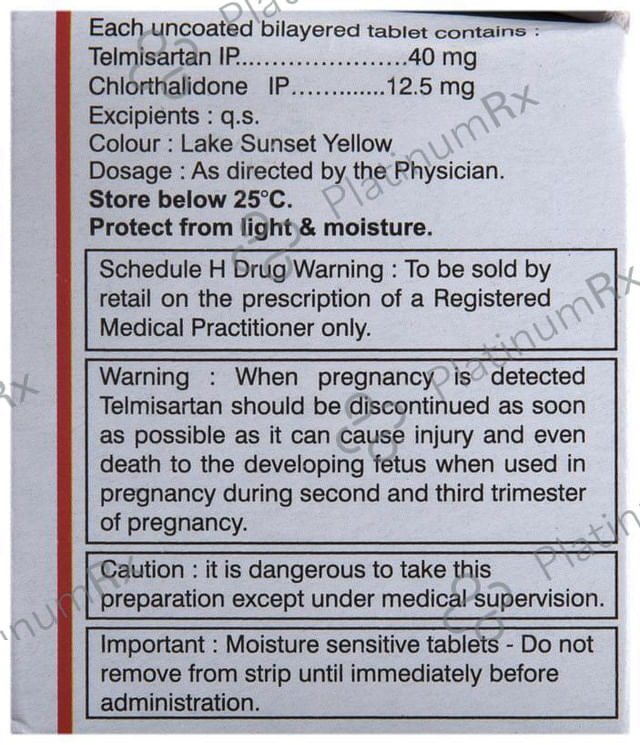 Each uncoated bilayered tablet contains :
Telmisartan IP......................40 mg
Chlorthalidone IP.............12.5 mg
Excipients : q.s.
Colour : Lake Sunset Yellow
Dosage : As directed by the Physician.
Store below 25°C.
Protect from light & moisture.
Schedule H Drug Warning : To be sold by
retail on the prescription of a Registered
Medical Practitioner only.
Warning : When pregnancy is detected
Telmisartan should be discontinued as soon
as possible as it can cause injury and even
death to the developing fetus when used in
pregnancy during second and third trimester
of pregnancy.
Caution : it is dangerous to take this
preparation except under medical supervision.
Important : Moisture sensitive tablets - Do not
remove from strip until immediately before
administration.
PlatinumRx
PlatinumRx